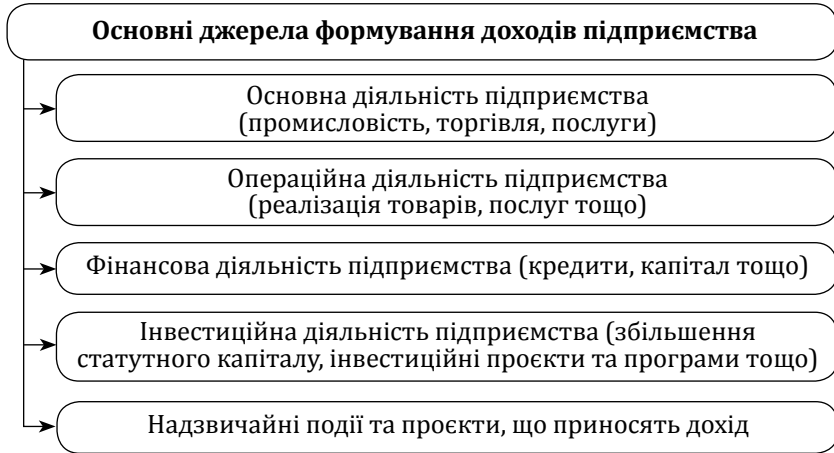 Основні джерела формування доходів підприємства
Основна діяльність підприємства
(промисловість, торгівля, послуги)
Операційна діяльність підприємства
(реалізація товарів, послуг тощо)
Фінансова діяльність підприємства (кредити, капітал тощо)
Інвестиційна діяльність підприємства (збільшення
статутного капіталу, інвестиційні проєкти та програми тощо)
Надзвичайні події та проєкти, що приносять дохід